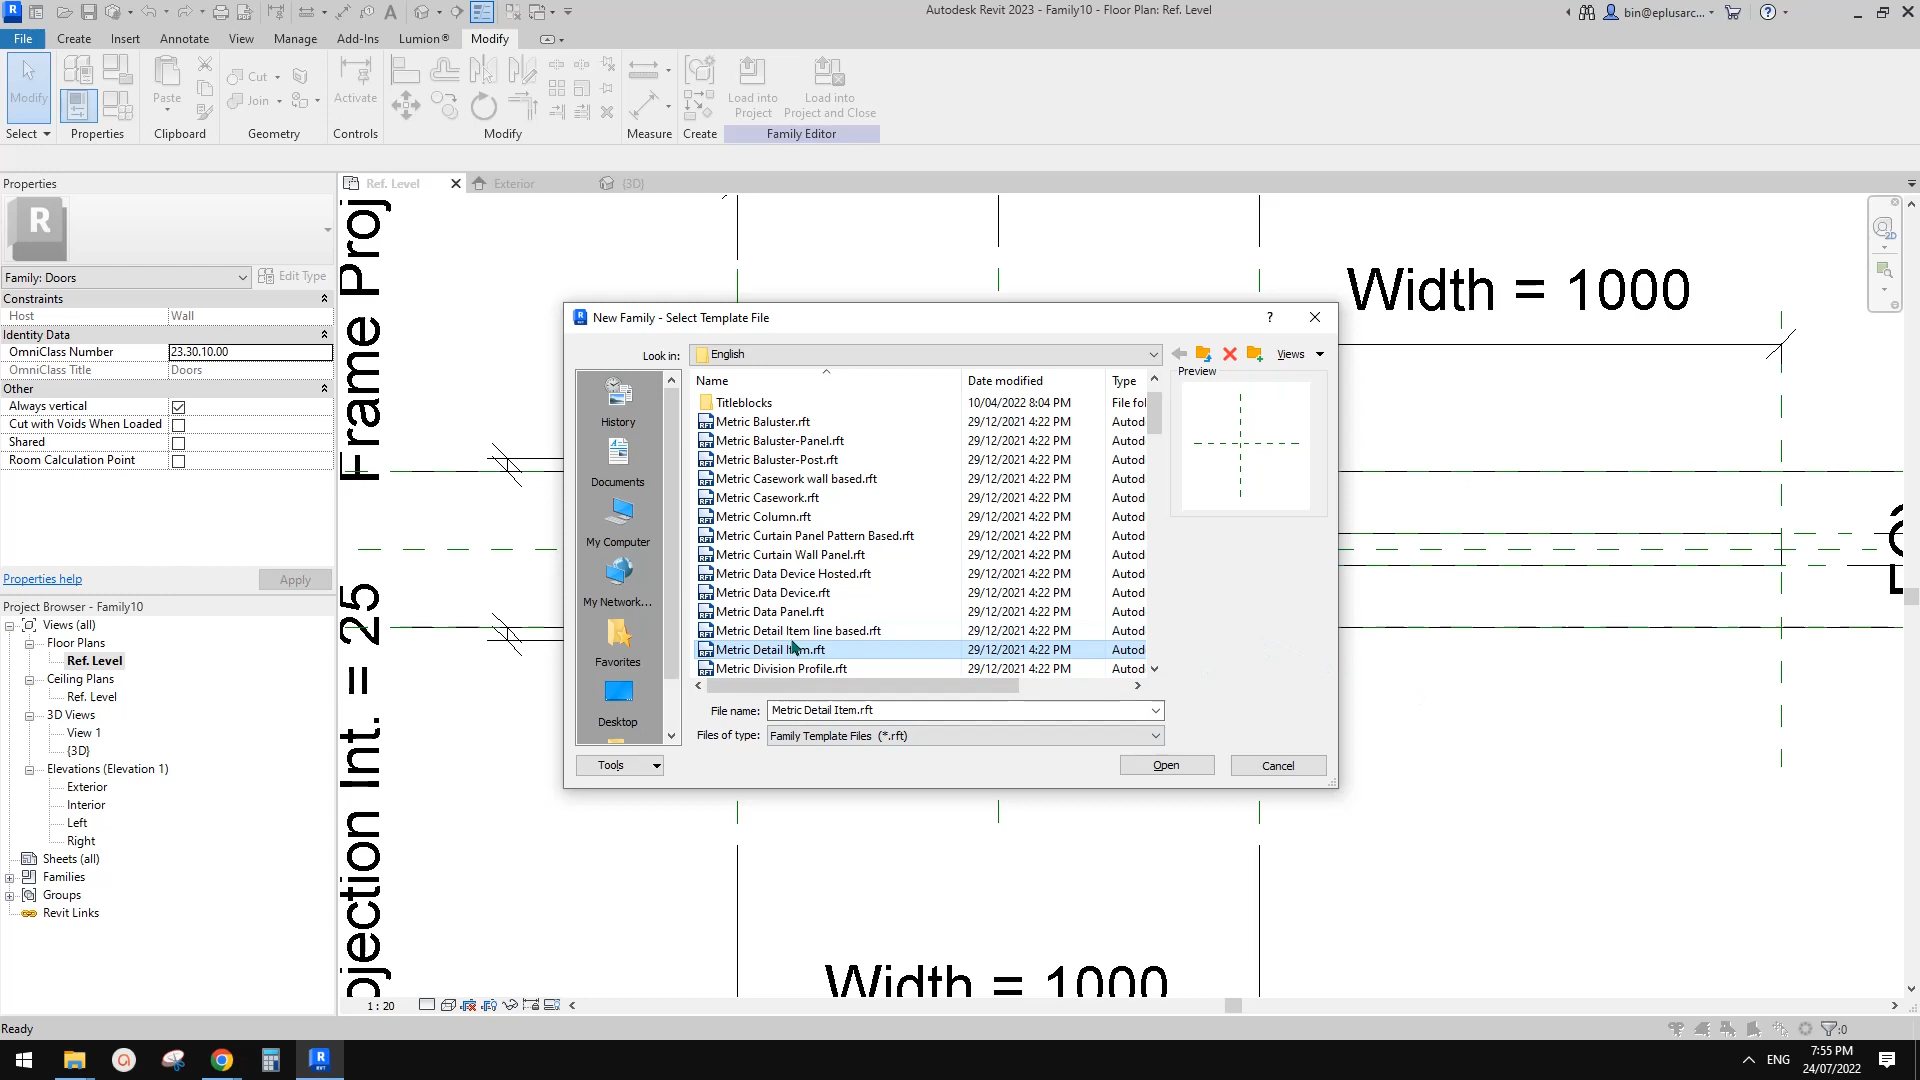 Autodesk Revit 2023 - Family10 - Floor Plan: Ref. Level
bin@eplusarc...
File
Create
Insert
Annotate
View
Manage
Add-Ins
Lumion®
Modify
Modify
Paste
Cut
Join
Activate
Load into
Project
Load into
Project and Close
Select
Properties
Clipboard
Geometry
Controls
Modify
Measure
Create
Family Editor
Properties
R
Family: Doors
Edit Type
Constraints
Host
Wall
Identity Data
OmniClass Number
23.30.10.00
OmniClass Title
Doors
Other
Always vertical
Cut with Voids When Loaded
Shared
Room Calculation Point
Properties help
Apply
Project Browser - Family10
Views (all)
Floor Plans
Ref. Level
Ceiling Plans
Ref. Level
3D Views
View 1
{3D}
Elevations (Elevation 1)
Exterior
Interior
Left
Right
Sheets (all)
Families
Groups
Revit Links
Ref. Level
Exterior
{3D}
Frame Proj
ojection Int. = 25
Width = 1000
Width = 1000
New Family - Select Template File
?
Look in:
English
Views
History
Documents
My Computer
My Network...
Favorites
Desktop
Name
Date modified
Type
Titleblocks 10/04/2022 8:04 PM File fol
Metric Baluster.rft 29/12/2021 4:22 PM Autod
Metric Baluster-Panel.rft 29/12/2021 4:22 PM Autod
Metric Baluster-Post.rft 29/12/2021 4:22 PM Autod
Metric Casework wall based.rft 29/12/2021 4:22 PM Autod
Metric Casework.rft 29/12/2021 4:22 PM Autod
Metric Column.rft 29/12/2021 4:22 PM Autod
Metric Curtain Panel Pattern Based.rft 29/12/2021 4:22 PM Autod
Metric Curtain Wall Panel.rft 29/12/2021 4:22 PM Autod
Metric Data Device Hosted.rft 29/12/2021 4:22 PM Autod
Metric Data Device.rft 29/12/2021 4:22 PM Autod
Metric Data Panel.rft 29/12/2021 4:22 PM Autod
Metric Detail Item line based.rft 29/12/2021 4:22 PM Autod
Metric Detail Item.rft 29/12/2021 4:22 PM Autod
Metric Division Profile.rft 29/12/2021 4:22 PM Autod
Preview
File name:
Metric Detail Item.rft
Files of type:
Family Template Files (*.rft)
Tools
Open
Cancel
1 : 20
Ready
:0
ENG
7:55 PM
24/07/2022